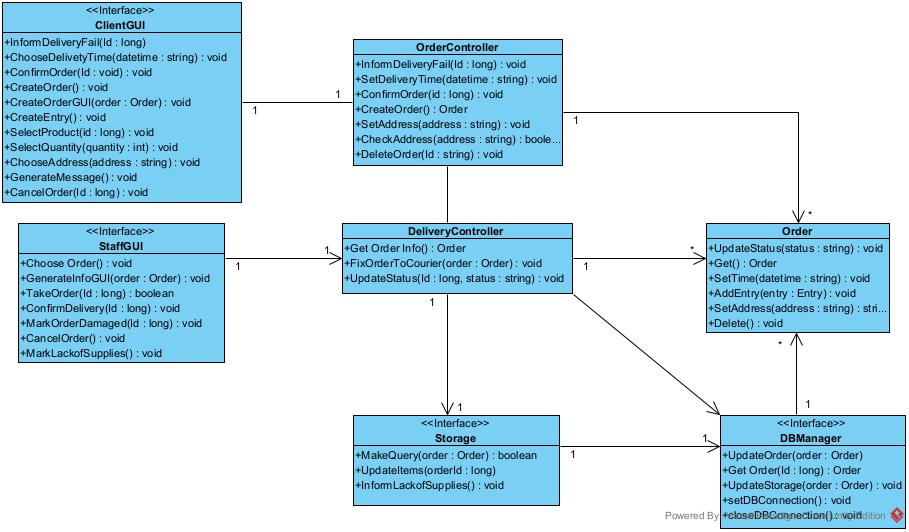 <<Interface>>
ClientGUI
+InformDeliveryFail(Id : long)
+ChooseDelivetyTime(datetime : string) : void
+ConfirmOrder(Id : void) : void
+CreateOrder() : void
+CreateOrderGUI(order : Order) : void
+CreateEntry() : void
+SelectProduct(id : long) : void
+SelectQuantity(quantity : int) : void
+ChooseAddress(address : string) : void
+GenerateMessage() : void
+CancelOrder(Id : long) : void
1
1
OrderController
+InformDeliveryFail(Id : long) : void
+SetDeliveryTime(datetime : string) : void
+ConfirmOrder(id : long) : void
+CreateOrder() : Order
+SetAddress(address : string) : void
+CheckAddress(address : string) : boole...
+DeleteOrder(Id : string) : void
1
*
<<Interface>>
StaffGUI
+Choose Order() : void
+GenerateInfoGUI(order : Order) : void
+TakeOrder(Id : long) : boolean
+ConfirmDelivery(Id : long) : void
+MarkOrderDamaged(Id : long) : void
+CancelOrder() : void
+MarkLackofSupplies() : void
1
1
DeliveryController
+Get Order Info() : Order
+FixOrderToCourier(order : Order) : void
+UpdateStatus(Id : long, status : string) : void
1
*
1
1
Order
+UpdateStatus(status : string) : void
+Get() : Order
+SetTime(datetime : string) : void
+AddEntry(entry : Entry) : void
+SetAddress(address : string) : stri...
+Delete() : void
*
1
<<Interface>>
Storage
+MakeQuery(order : Order) : boolean
+UpdateItems(orderId : long)
+InformLackofSupplies() : void
1
1
<<Interface>>
DBManager
+UpdateOrder(order : Order)
+Get Order(Id : long) : Order
+UpdateStorage(order : Order) : void
+setDBConnection() : void
+closeDBConnection() : void
Powered By Edition